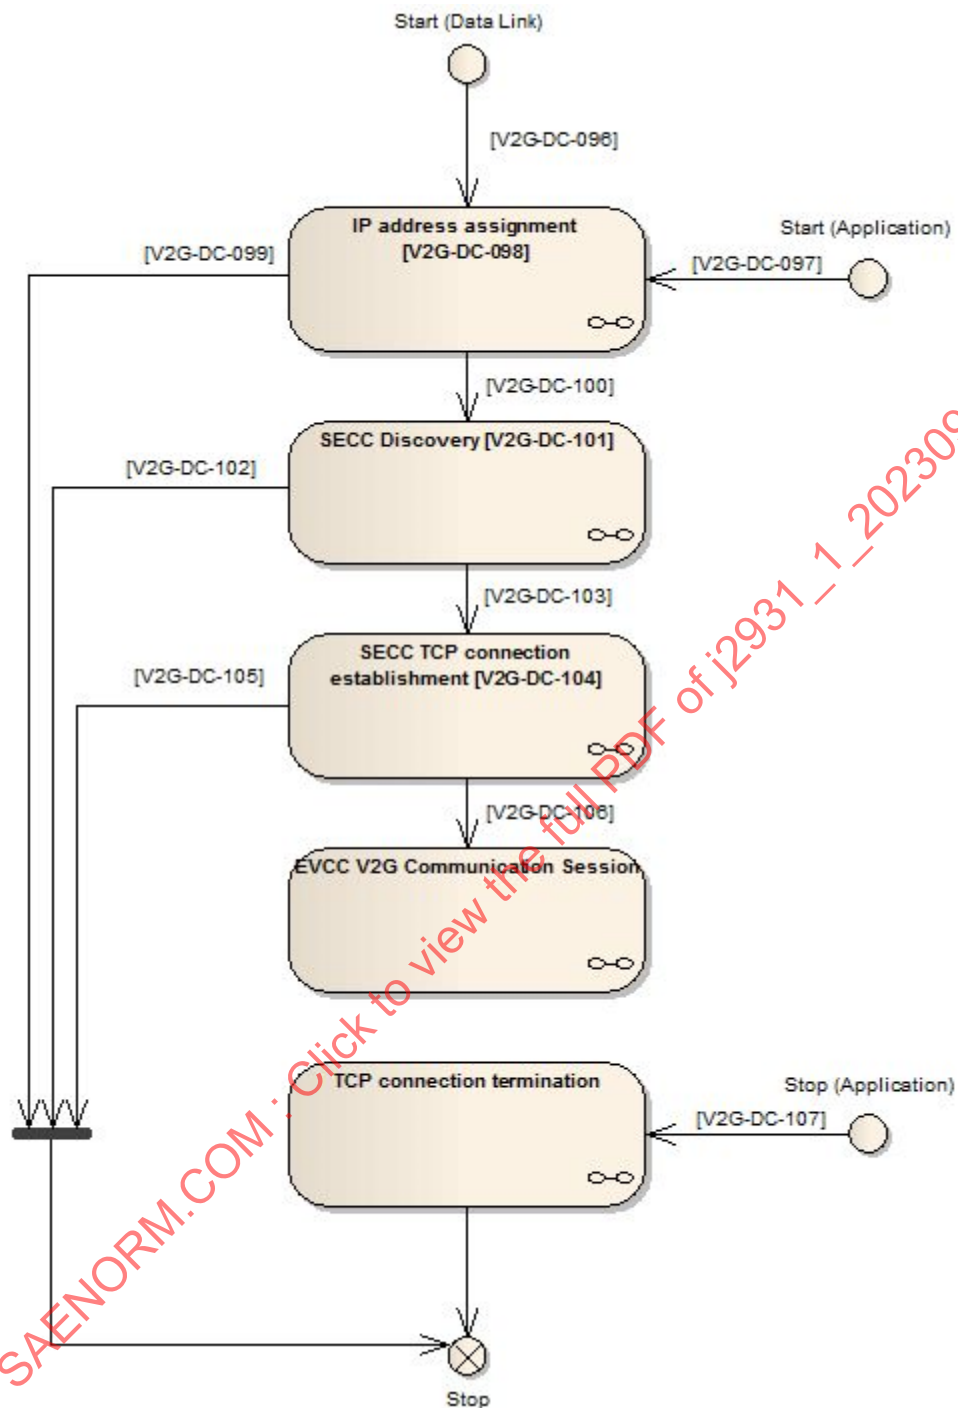 Start (Data Link)
[V2G-DC-096]
IP address assignment
[V2G-DC-098]
Start (Application)
[V2G-DC-099]
[V2G-DC-097]
[V2G-DC-100]
SECC Discovery [V2G-DC-101]
[V2G-DC-102]
[V2G-DC-103]
SECC TCP connection
establishment [V2G-DC-104]
[V2G-DC-105]
[V2G-DC-106]
EVCC V2G Communication Session
TCP connection termination
Stop (Application)
[V2G-DC-107]
Stop
SAENORM.COM : Click to view the full PDF of j2931_1_202309